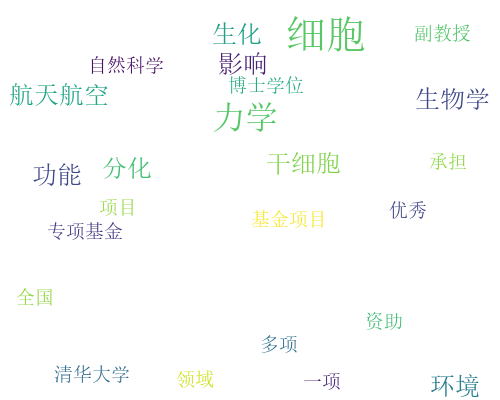 细胞
生化
副教授
自然科学
影响
博士学位
航天航空
生物学
力学
干细胞
承担
分化
功能
项目
优秀
基金项目
专项基金
全国
资助
多项
清华大学
领域
一项
环境